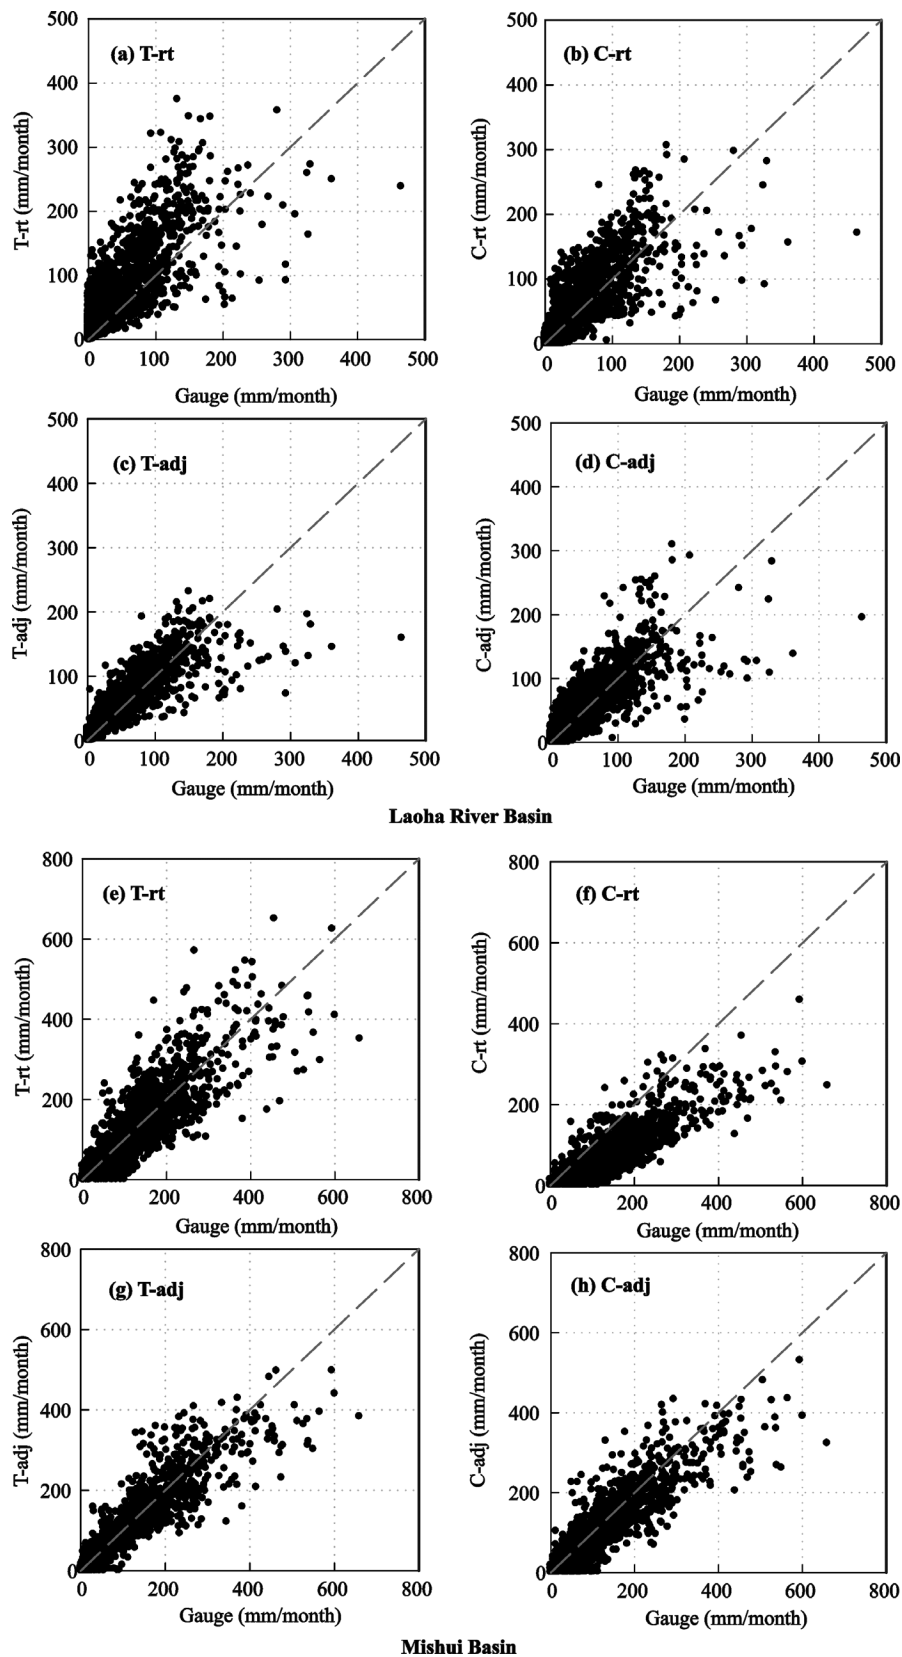 (a) T-rt
T-rt (mm/month)
500
400
300
200
100
0
0 100 200 300 400 500
Gauge (mm/month)
(b) C-rt
C-rt (mm/month)
500
400
300
200
100
0
0 100 200 300 400 500
Gauge (mm/month)
(c) T-adj
T-adj (mm/month)
500
400
300
200
100
0
0 100 200 300 400 500
Gauge (mm/month)
(d) C-adj
C-adj (mm/month)
500
400
300
200
100
0
0 100 200 300 400 500
Gauge (mm/month)
Laoha River Basin
(e) T-rt
T-rt (mm/month)
800
600
400
200
0
0 200 400 600 800
Gauge (mm/month)
(f) C-rt
C-rt (mm/month)
800
600
400
200
0
0 200 400 600 800
Gauge (mm/month)
(g) T-adj
T-adj (mm/month)
800
600
400
200
0
0 200 400 600 800
Gauge (mm/month)
(h) C-adj
C-adj (mm/month)
800
600
400
200
0
0 200 400 600 800
Gauge (mm/month)
Mishui Basin